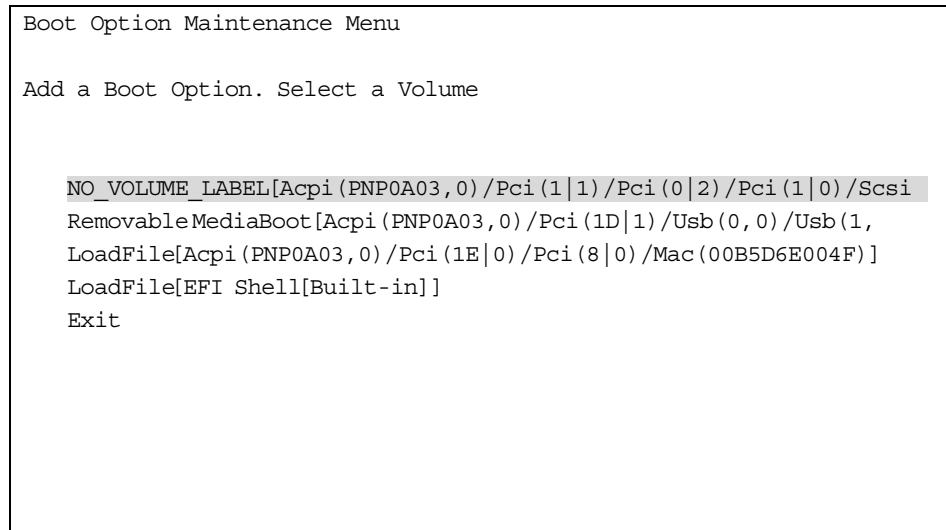 Boot Option Maintenance Menu
Add a Boot Option. Select a Volume
NO_VOLUME_LABEL[Acpi(PNP0A03,0)/Pci(1|1)/Pci(0|2)/Pci(1|0)/Scsi
RemovableMediaBoot[Acpi(PNP0A03,0)/Pci(1D|1)/Usb(0,0)/Usb(1,
LoadFile[Acpi(PNP0A03,0)/Pci(1E|0)/Pci(8|0)/Mac(00B5D6E004F)]
LoadFile[EFI Shell[Built-in]]
Exit